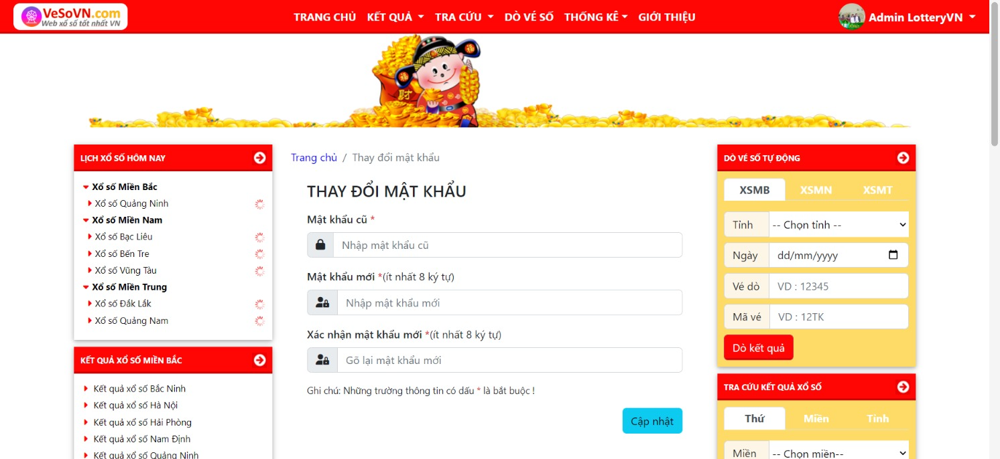 VeSoVN.com
Web xổ số tốt nhất VN
TRANG CHỦ
KẾT QUẢ
TRA CỨU
DÒ VÉ SỐ
THỐNG KÊ
GIỚI THIỆU
Admin LotteryVN
財
LỊCH XỔ SỐ HÔM NAY
Xổ số Miền Bắc
Xổ số Quảng Ninh
Xổ số Miền Nam
Xổ số Bạc Liêu
Xổ số Bến Tre
Xổ số Vũng Tàu
Xổ số Miền Trung
Xổ số Đắk Lắk
Xổ số Quảng Nam
KẾT QUẢ XỔ SỐ MIỀN BẮC
Kết quả xổ số Bắc Ninh
Kết quả xổ số Hà Nội
Kết quả xổ số Hải Phòng
Kết quả xổ số Nam Định
Kết quả xổ số Quảng Ninh
Trang chủ / Thay đổi mật khẩu
THAY ĐỔI MẬT KHẨU
Mật khẩu cũ *
Nhập mật khẩu cũ
Mật khẩu mới *(ít nhất 8 ký tự)
Nhập mật khẩu mới
Xác nhận mật khẩu mới *(ít nhất 8 ký tự)
Gõ lại mật khẩu mới
Ghi chú: Những trường thông tin có dấu * là bắt buộc !
Cập nhật
DÒ VÉ SỐ TỰ ĐỘNG
XSMB XSMN XSMT
Tỉnh -- Chọn tỉnh --
Ngày dd/mm/yyyy
Vé dò VD : 12345
Mã vé VD : 12TK
Dò kết quả
TRA CỨU KẾT QUẢ XỔ SỐ
Thứ Miền Tỉnh
Miền -- Chọn miền--